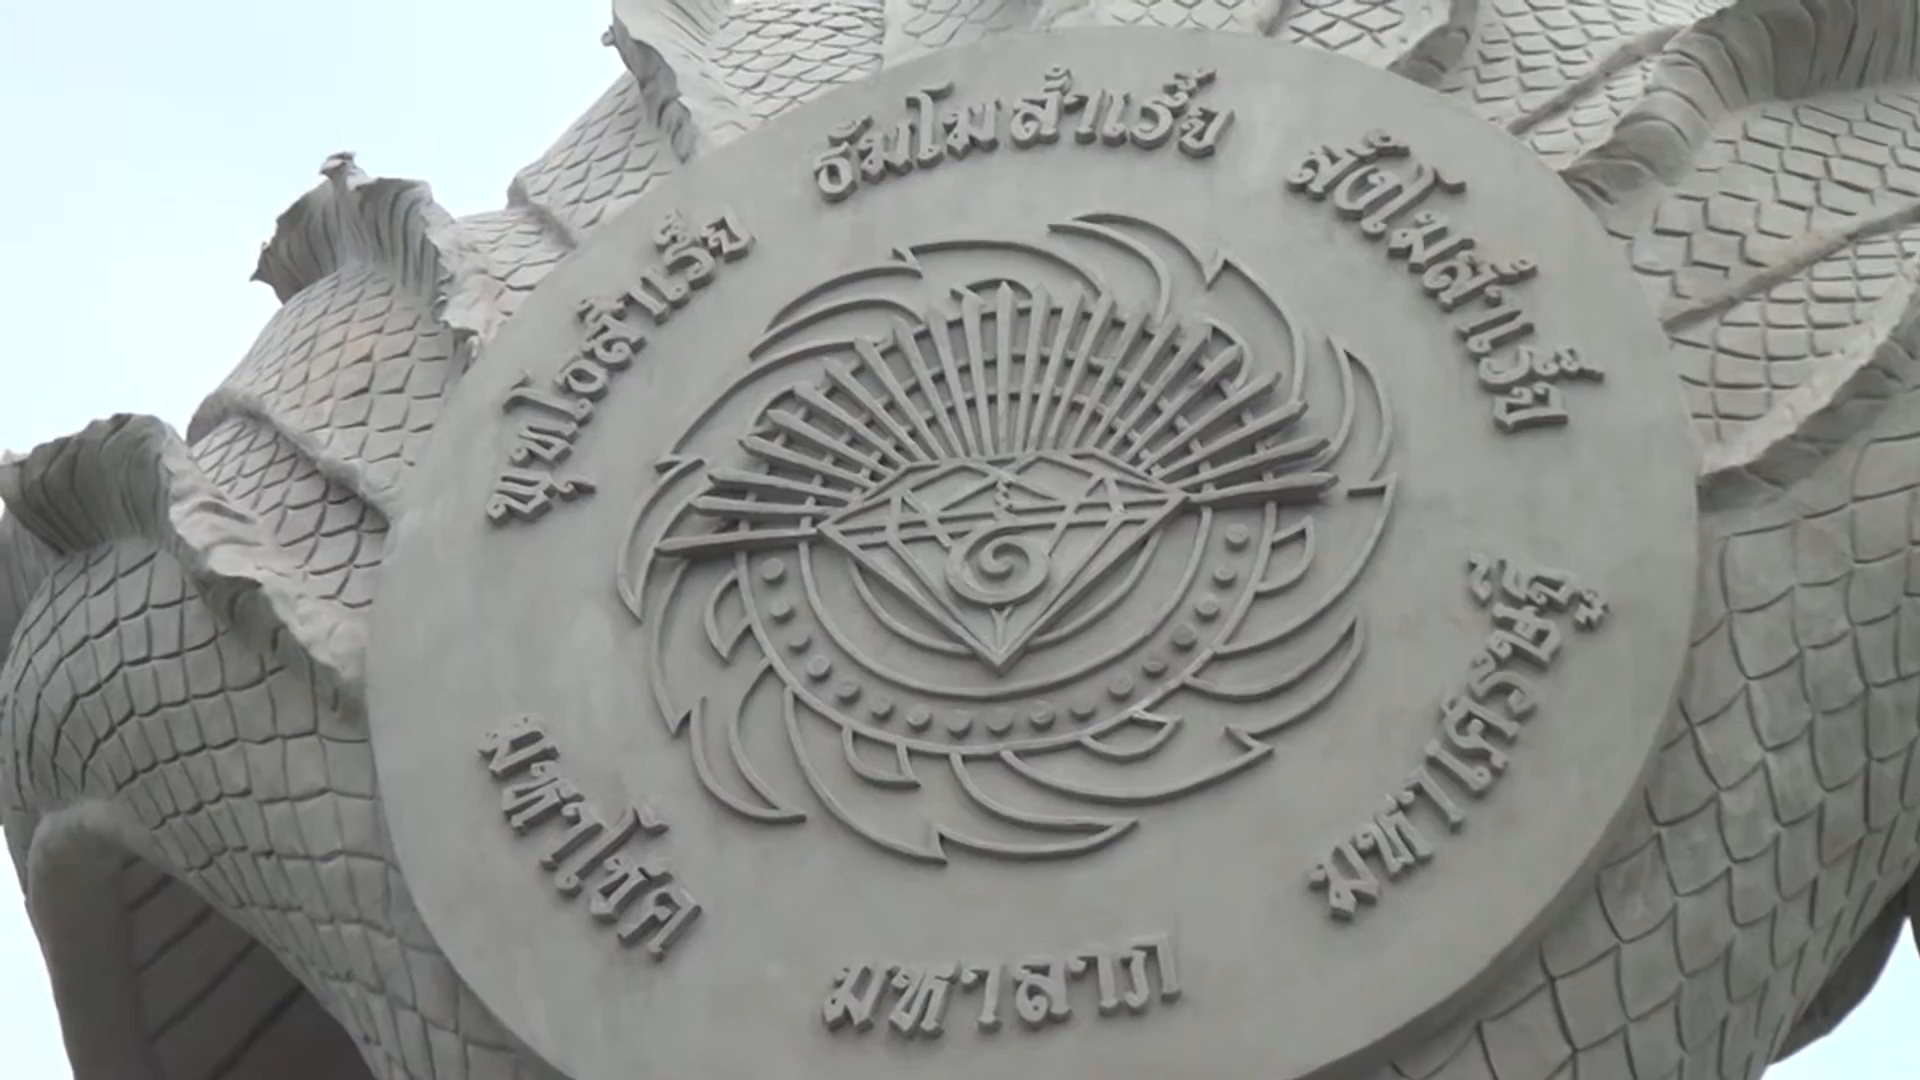 พุทโธสำเร็จ
ธัมโมสำเร็จ
สังโฆสำเร็จ
มหาโชค
มหาลาภ
มหาเศรษฐี